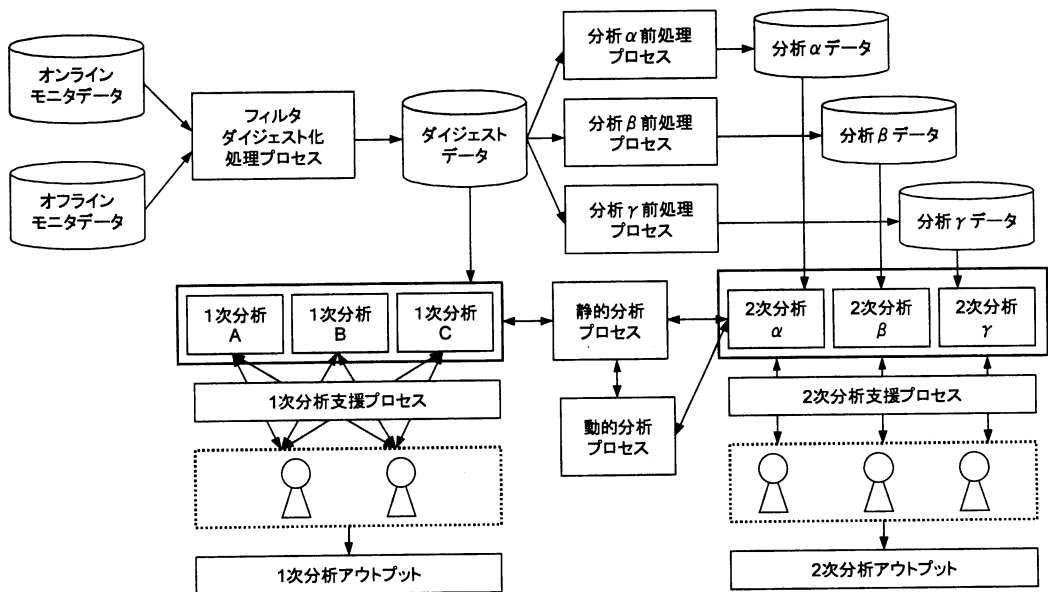 オンライン
モニタデータ
オフライン
モニタデータ
フィルタ
ダイジェスト化
処理プロセス
ダイジェスト
データ
分析α前処理
プロセス
分析β前処理
プロセス
分析γ前処理
プロセス
分析αデータ
分析βデータ
分析γデータ
1次分析
A
1次分析
B
1次分析
C
静的分析
プロセス
動的分析
プロセス
2次分析
α
2次分析
β
2次分析
γ
1次分析支援プロセス
2次分析支援プロセス
1次分析アウトプット
2次分析アウトプット